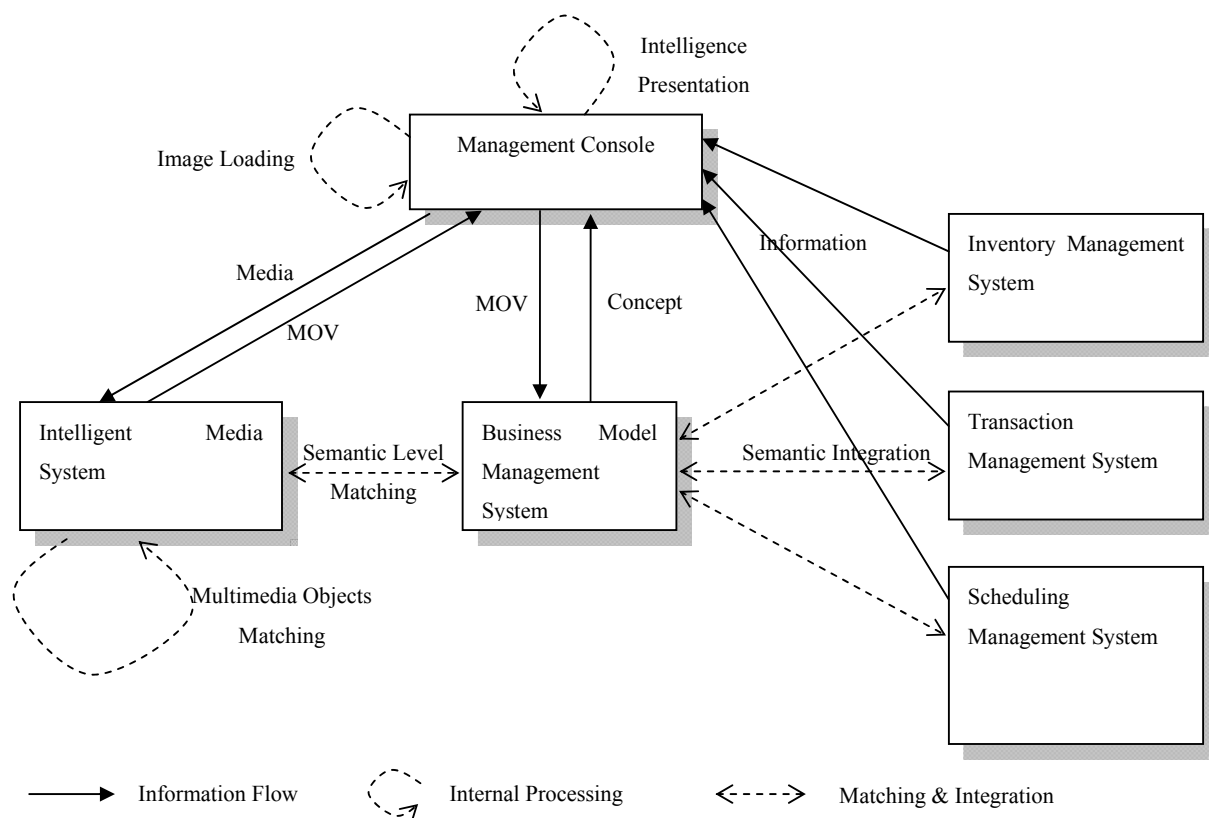 Intelligence
Presentation
Management Console
Image Loading
Information
Inventory Management
System
Media
MOV
MOV
Concept
Intelligent Media
System
Semantic Level
Matching
Business Model
Management
System
Semantic Integration
Transaction
Management System
Multimedia Objects
Matching
Scheduling
Management System
Information Flow
Internal Processing
Matching & Integration